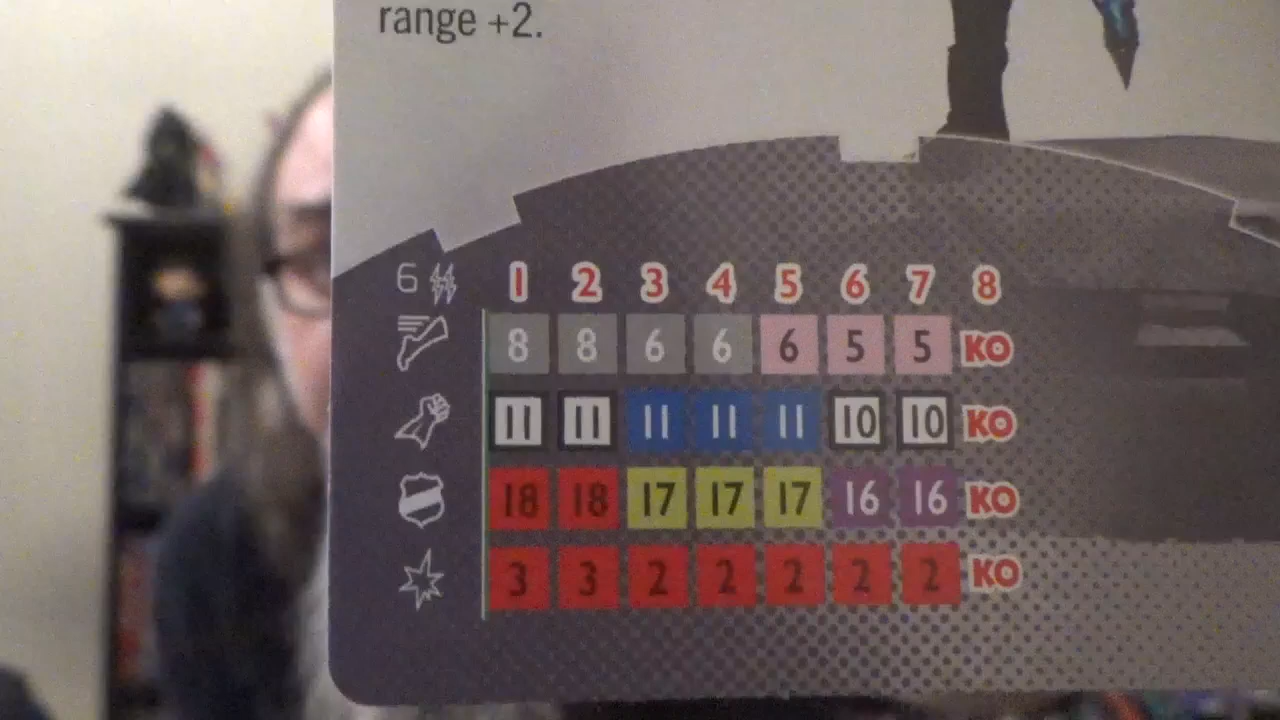 range +2.
6 1 2 3 4 5 6 7 8
8 8 6 6 6 5 5 KO
11 11 11 11 11 10 10 KO
18 18 17 17 17 16 16 KO
3 3 2 2 2 2 2 KO